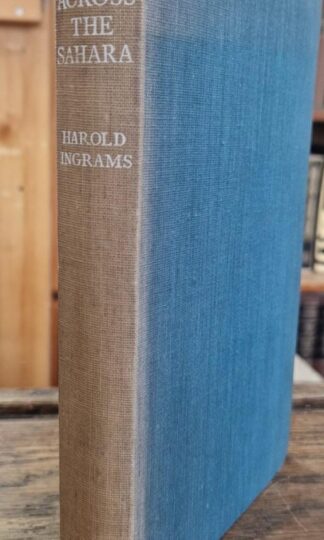 ACROSS
THE
SAHARA
HAROLD
INGRAMS